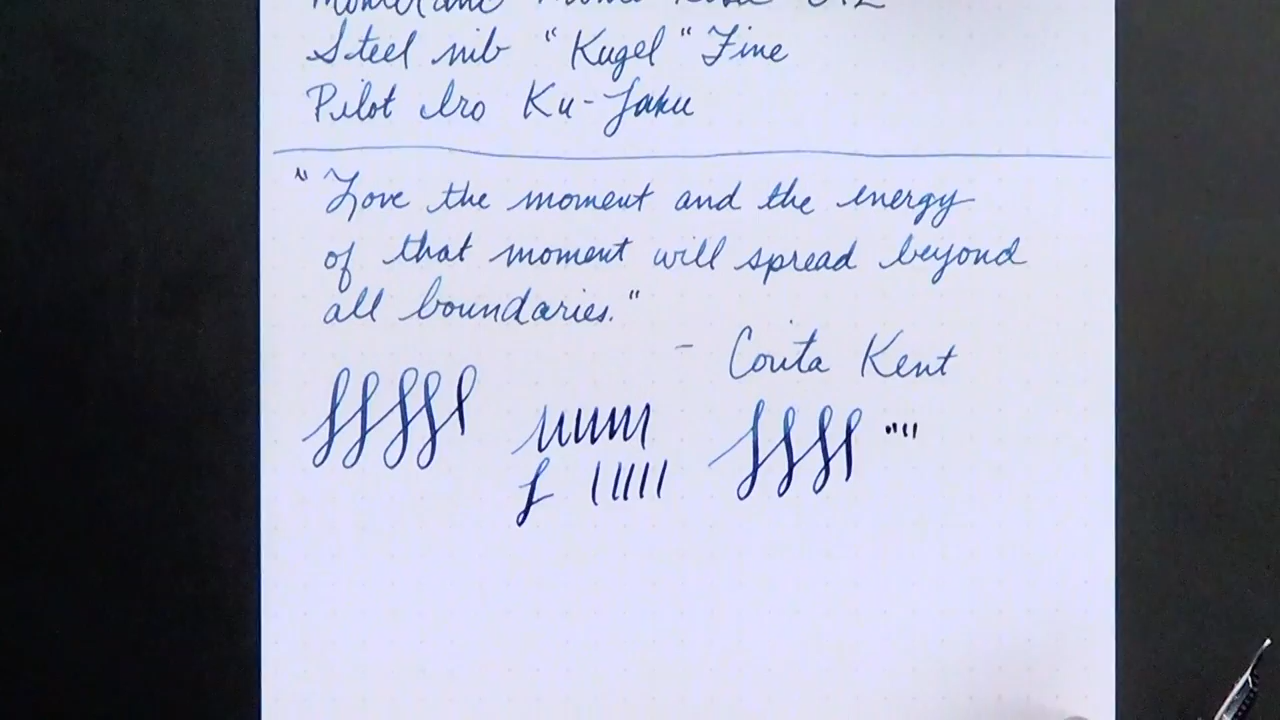 Steel nib "Kugel" Fine
Pilot Iro Ku-Jaku
"Love the moment and the energy
of that moment will spread beyond
all boundaries."
- Corita Kent